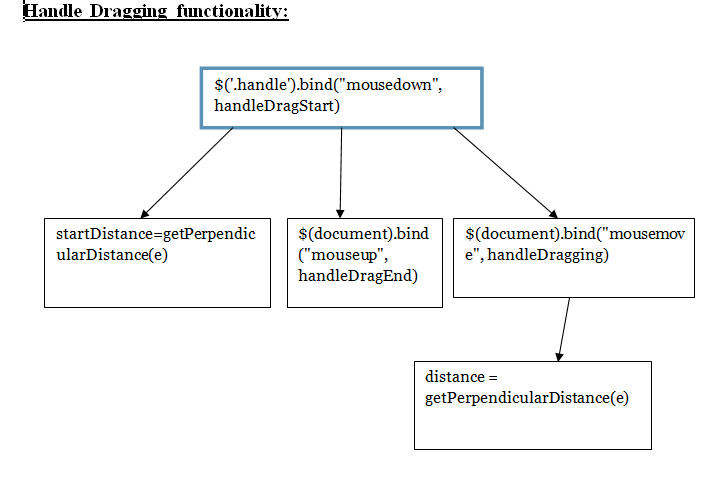 Handle Dragging functionality:
$('.handle').bind("mousedown",
handleDragStart)
startDistance=getPerpendic
ularDistance(e)
$(document).bind
("mouseup",
handleDragEnd)
$(document).bind("mousemov
e", handleDragging)
distance =
getPerpendicularDistance(e)